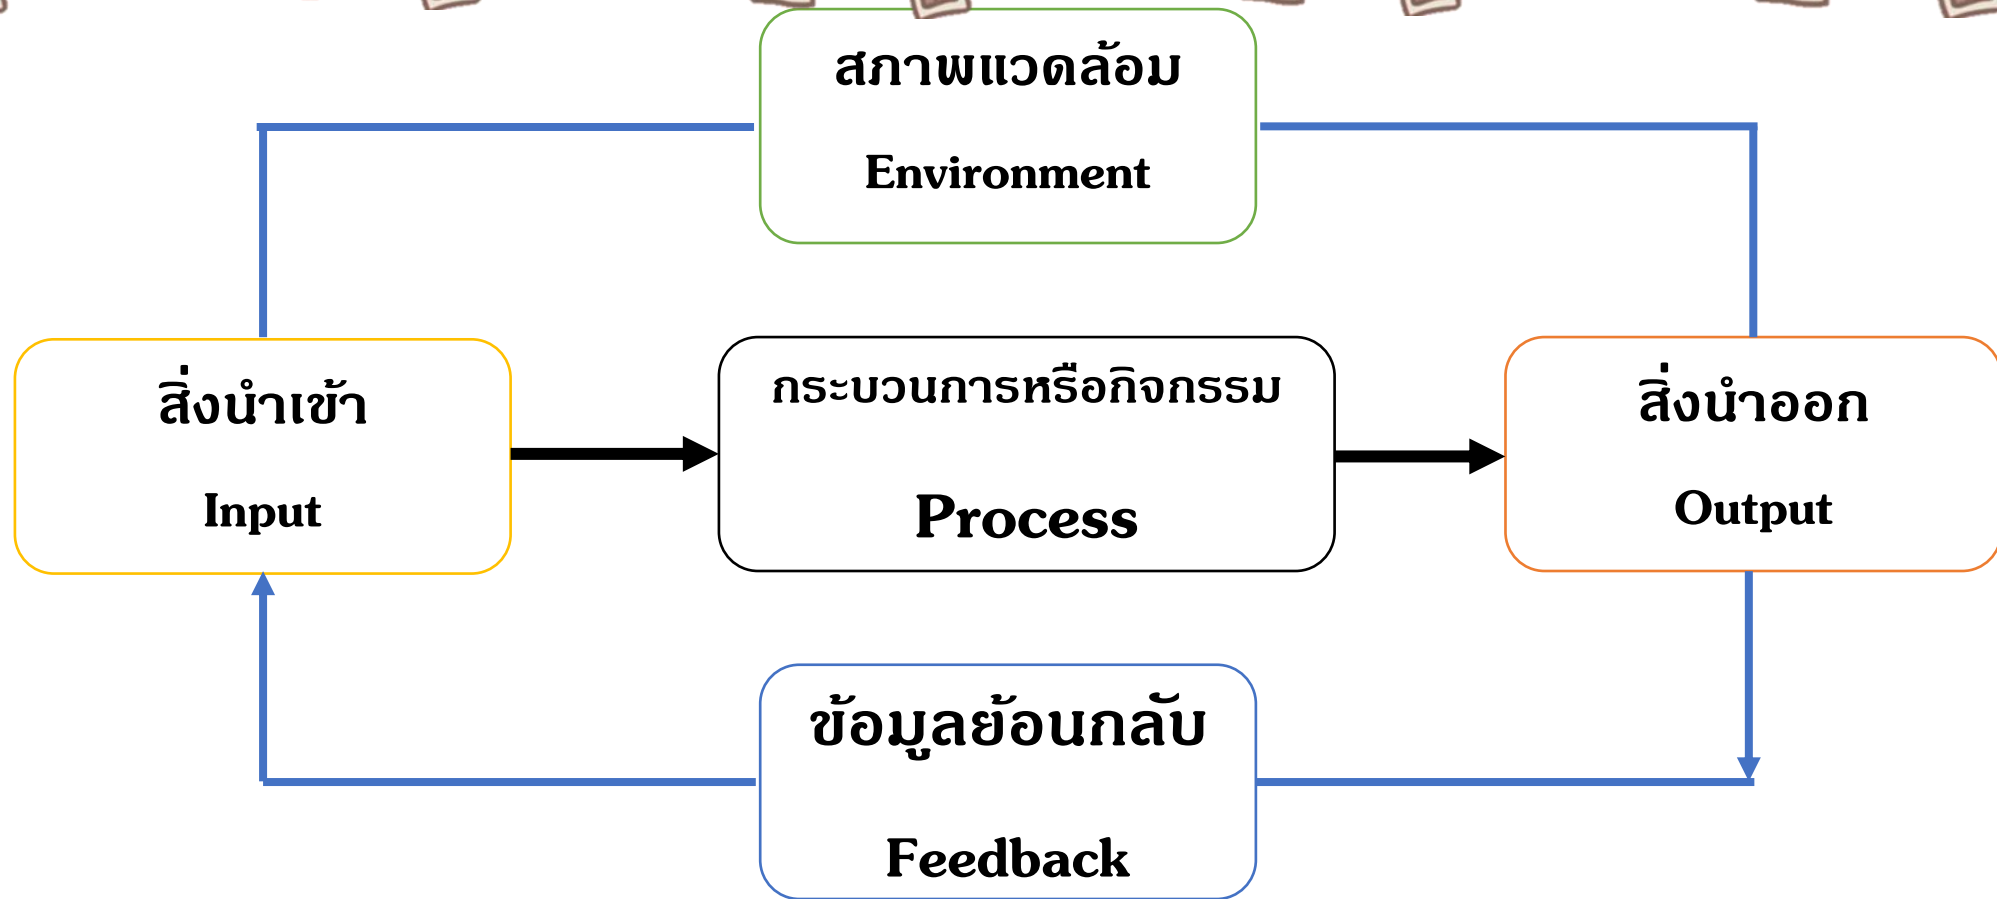 สภาพแวดล้อม
Environment
สิ่งนำเข้า
Input
กระบวนการหรือกิจกรรม
Process
สิ่งนำออก
Output
ข้อมูลย้อนกลับ
Feedback